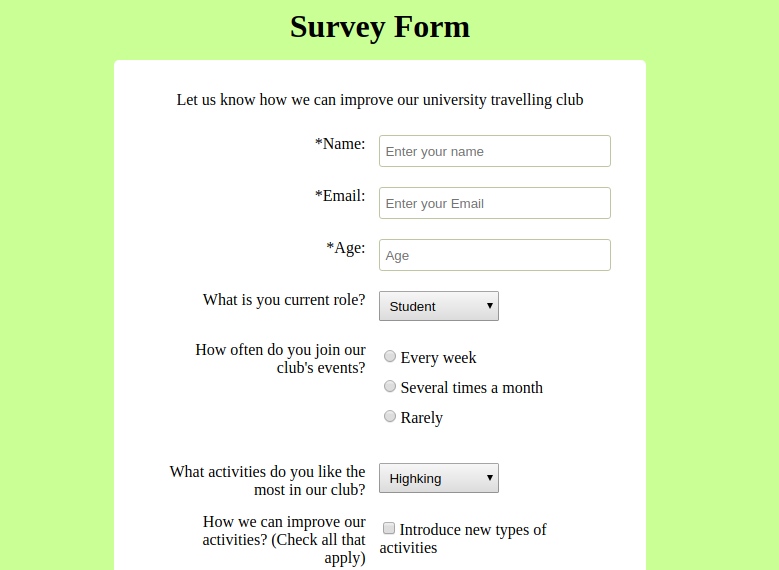 Survey Form
Let us know how we can improve our university travelling club
*Name:
Enter your name
*Email:
Enter your Email
*Age:
Age
What is you current role?
Student
How often do you join our
club's events?
Every week
Several times a month
Rarely
What activities do you like the
most in our club?
Highking
How we can improve our
activities? (Check all that
apply)
Introduce new types of
activities